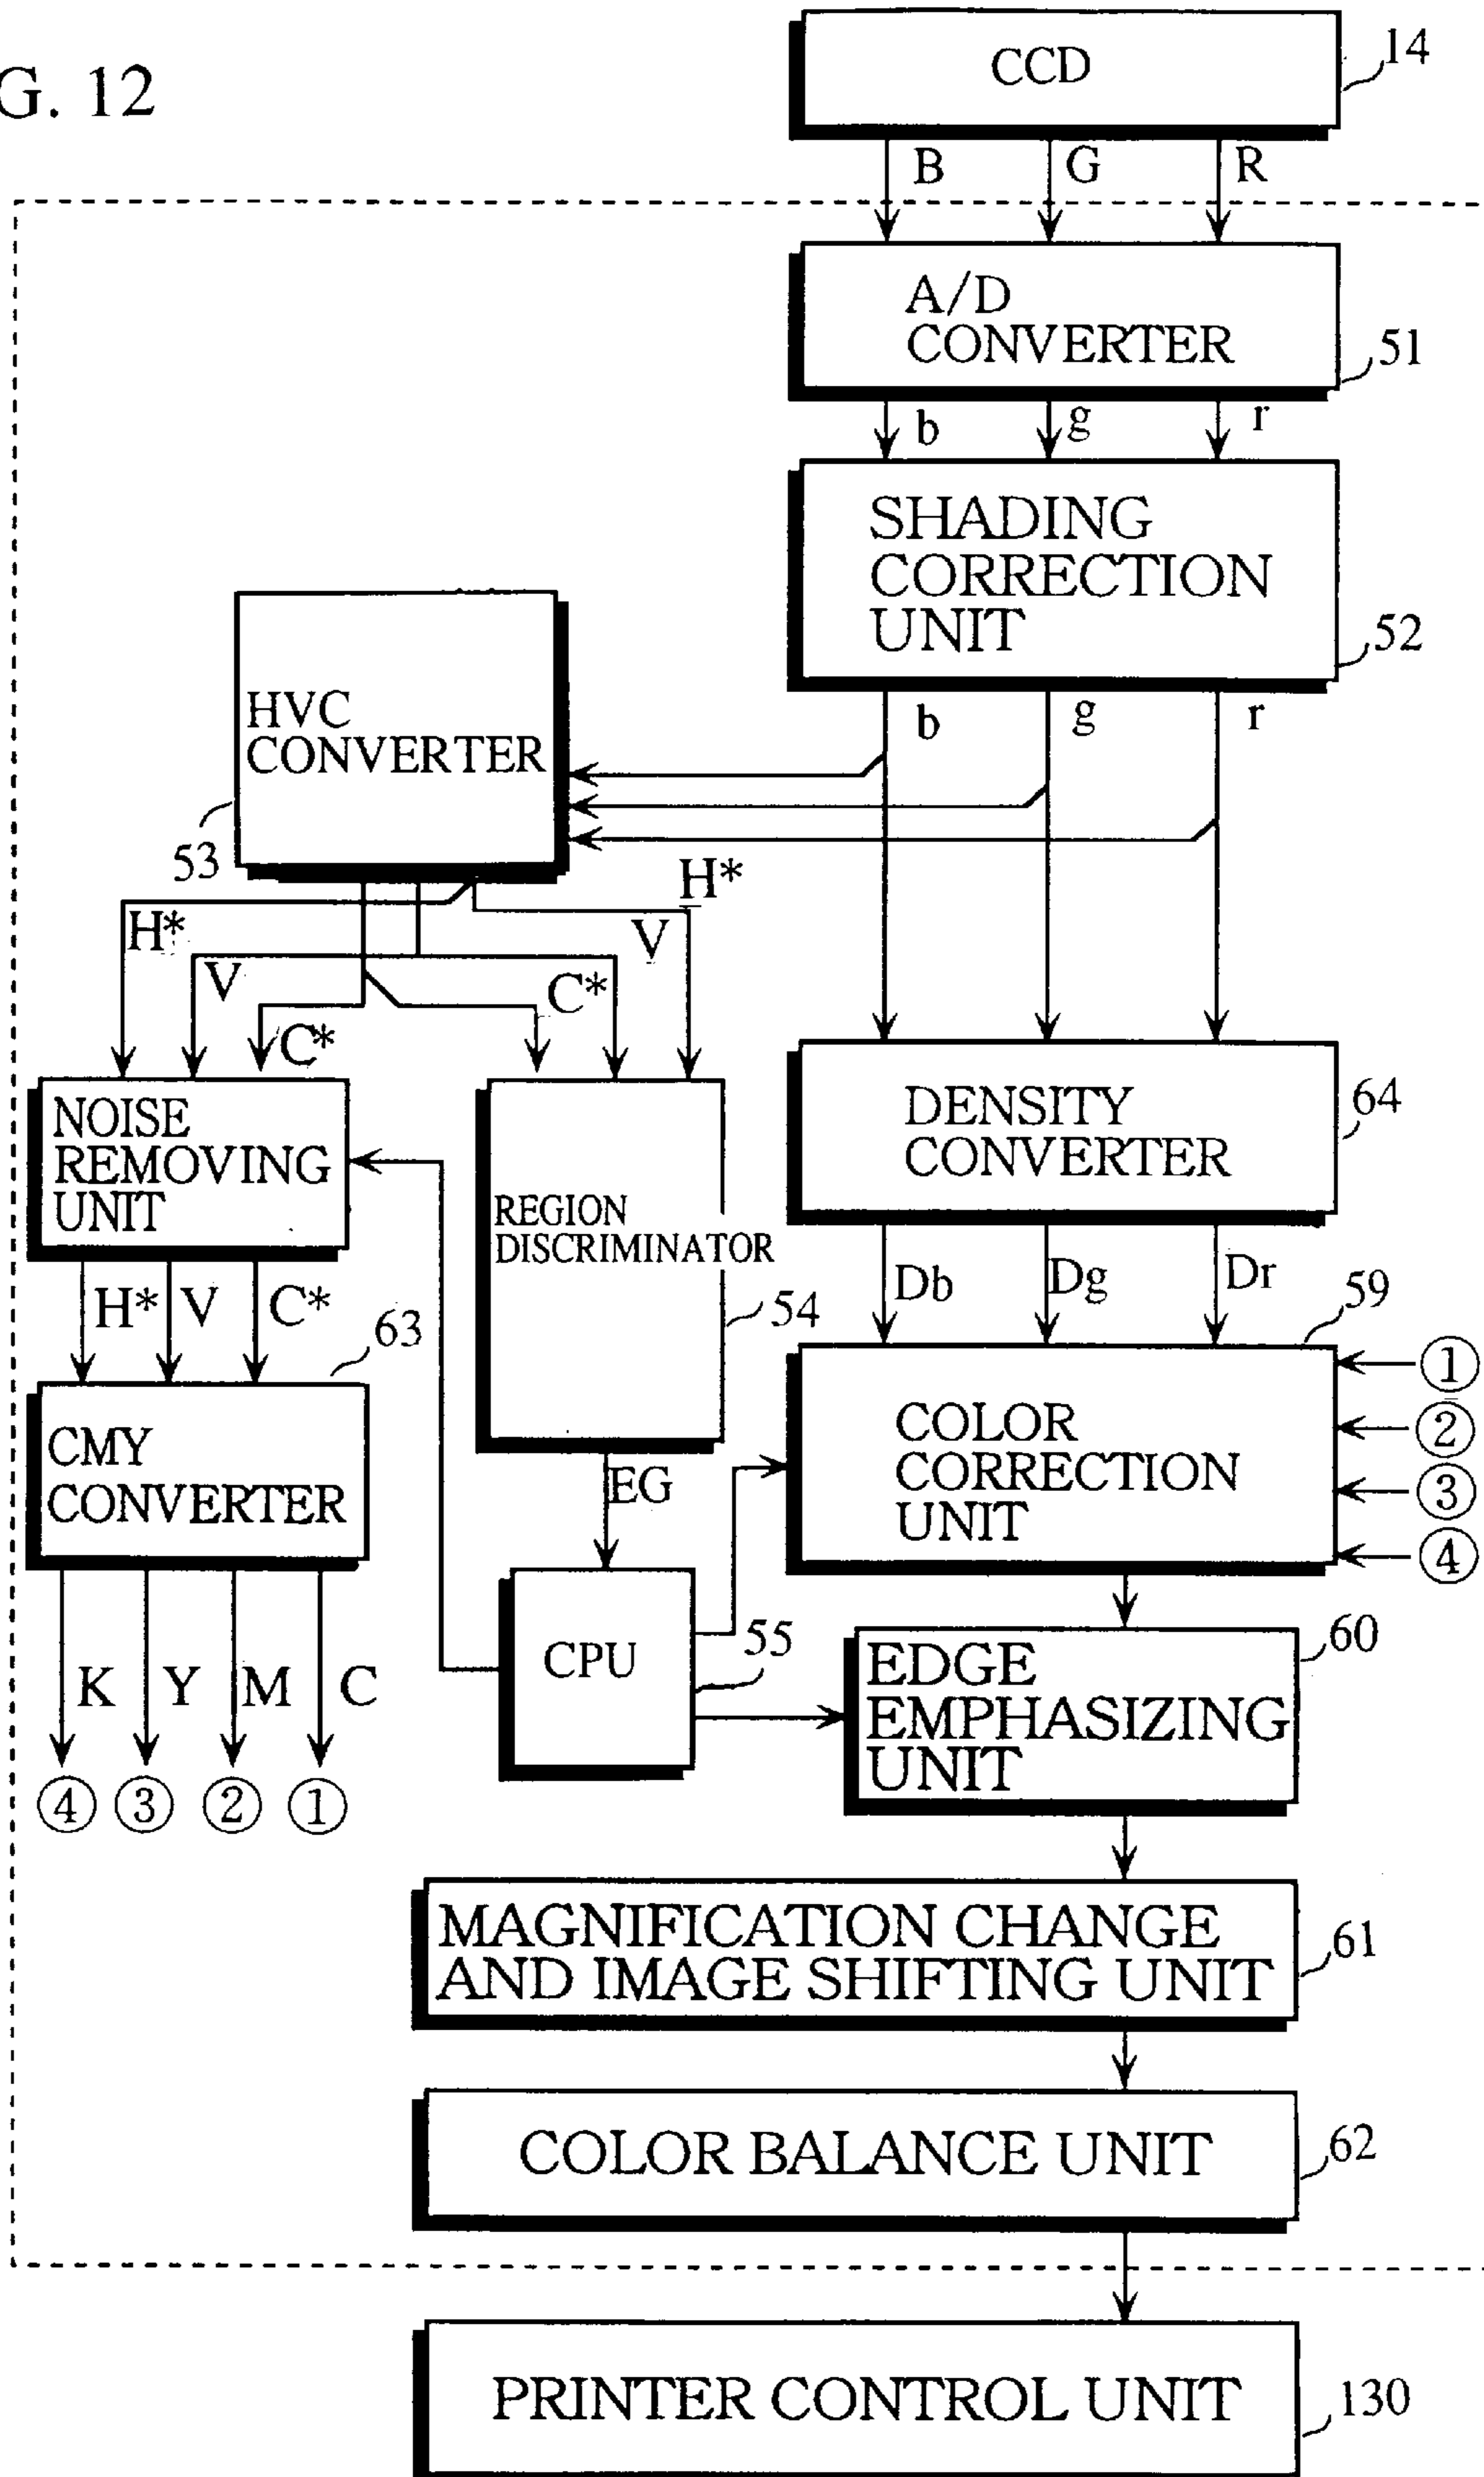 G. 12
CCD
14
B
G
R
A/D
CONVERTER
51
b
g
r
SHADING
CORRECTION
UNIT
52
b
g
r
HVC
CONVERTER
53
H*
V
C*
H*
V
C*
NOISE
REMOVING
UNIT
REGION
DISCRIMINATOR
54
DENSITY
CONVERTER
64
H*
V
C*
63
Db
Dg
Dr
59
①
②
③
④
CMY
CONVERTER
EG
COLOR
CORRECTION
UNIT
CPU
55
K
Y
M
C
④
③
②
①
EDGE
EMPHASIZING
UNIT
60
MAGNIFICATION CHANGE
AND IMAGE SHIFTING UNIT
61
COLOR BALANCE UNIT
62
PRINTER CONTROL UNIT
130